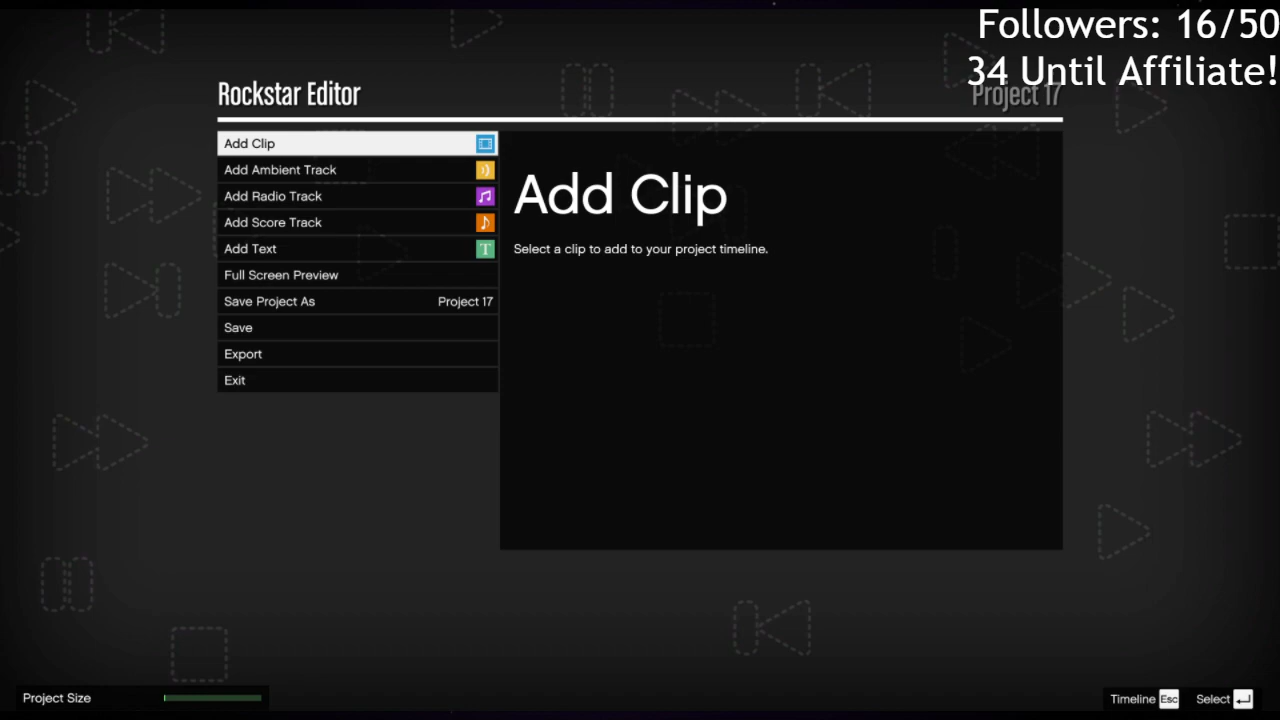 Followers: 16/50
34 Until Affiliate!
Rockstar Editor
Project 17
Add Clip
Add Ambient Track
Add Radio Track
Add Score Track
Add Text
T
Full Screen Preview
Save Project As Project 17
Save
Export
Exit
Add Clip
Select a clip to add to your project timeline.
Project Size
Timeline Esc Select